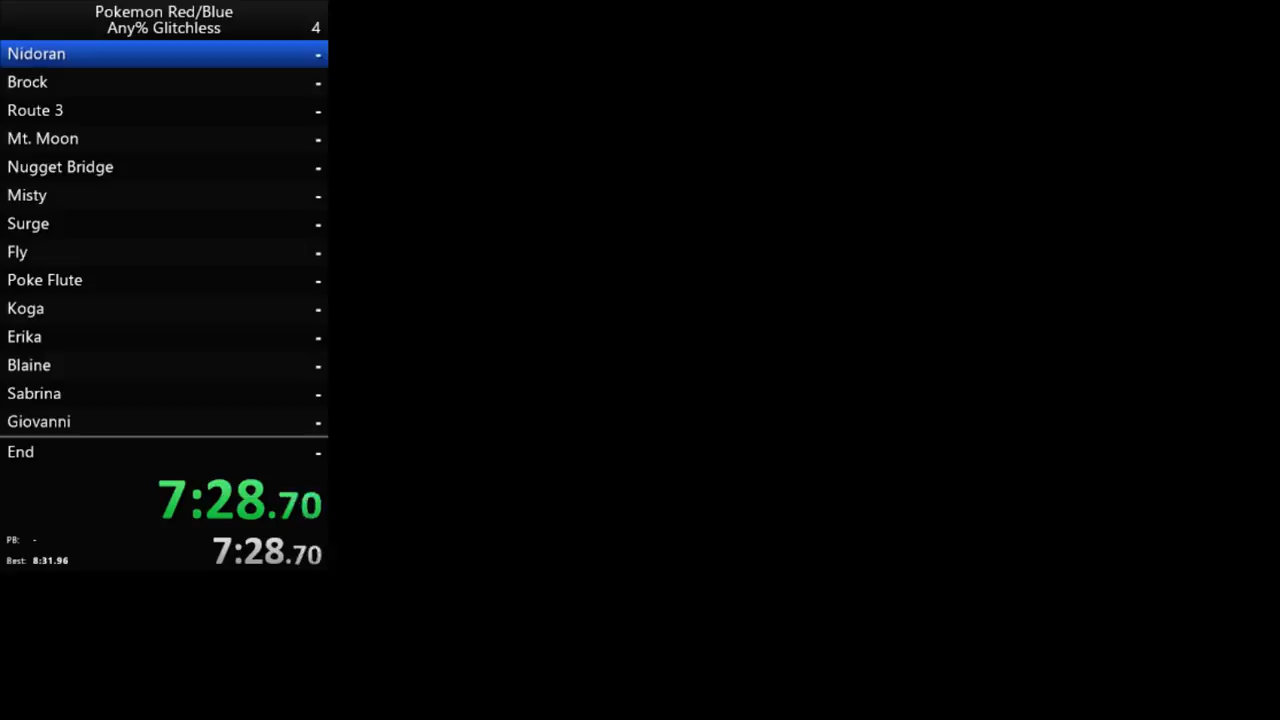 Pokemon Red/Blue
Any% Glitchless 4
Nidoran -
Brock -
Route 3 -
Mt. Moon -
Nugget Bridge -
Misty -
Surge -
Fly -
Poke Flute -
Koga -
Erika -
Blaine -
Sabrina -
Giovanni -
End -
7:28.70
PB: - 7:28.70
Best: 8:31.96